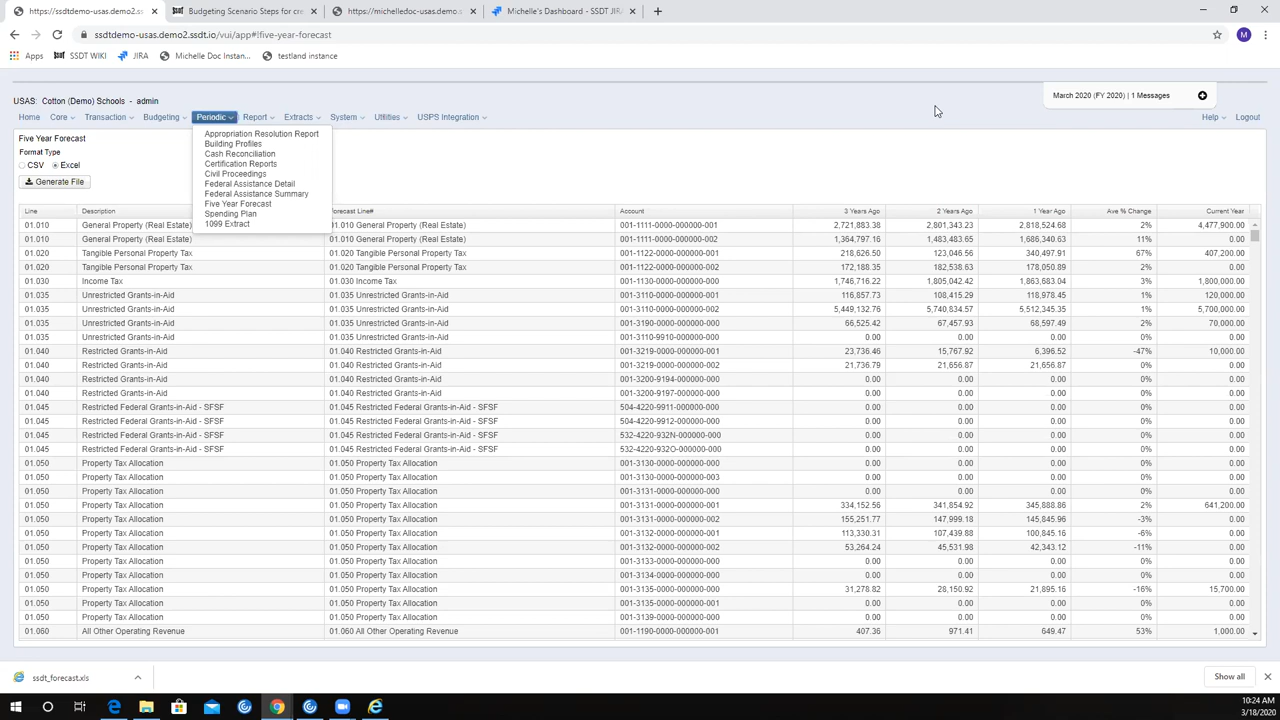 https://ssdtdemo-usas.demo2.ssdt.io
Budgeting Scenario Steps for cre
https://michelledoc-usas.demo.ss
Michelle's Dashboard - SSDT JIRA
ssdtdemo-usas.demo2.ssdt.io/vui/app#!five-year-forecast
M
Apps SSDT WIKI JIRA Michelle Doc Instan... testland instance
USAS: Cotton (Demo) Schools - admin
March 2020 (FY 2020) | 1 Messages
Home Core Transaction Budgeting Periodic Report Extracts System Utilities USPS Integration Help Logout
Appropriation Resolution Report
Building Profiles
Cash Reconciliation
Certification Reports
Civil Proceedings
Federal Assistance Detail
Federal Assistance Summary
Five Year Forecast
Spending Plan
1099 Extract
Five Year Forecast
Format Type
CSV Excel
Generate File
Line Description Forecast Line# Account 3 Years Ago 2 Years Ago 1 Year Ago Ave % Change Current Year
01.010 General Property (Real Estate) 01.010 General Property (Real Estate) 001-1111-0000-000000-001 2,721,883.38 2,801,343.23 2,818,524.68 2% 4,477,900.00
01.010 General Property (Real Estate) 01.010 General Property (Real Estate) 001-1111-0000-000000-002 1,364,797.16 1,483,483.65 1,686,340.63 11% 0.00
01.020 Tangible Personal Property Tax 01.020 Tangible Personal Property Tax 001-1122-0000-000000-001 218,626.50 123,046.56 340,497.91 67% 407,200.00
01.020 Tangible Personal Property Tax 01.020 Tangible Personal Property Tax 001-1122-0000-000000-002 172,188.35 182,538.63 178,050.89 2% 0.00
01.030 Income Tax 01.030 Income Tax 001-1130-0000-000000-000 1,746,716.22 1,805,042.42 1,863,683.04 3% 1,800,000.00
01.035 Unrestricted Grants-in-Aid 01.035 Unrestricted Grants-in-Aid 001-3110-0000-000000-001 116,857.73 108,415.29 118,978.45 1% 120,000.00
01.035 Unrestricted Grants-in-Aid 01.035 Unrestricted Grants-in-Aid 001-3110-0000-000000-002 5,449,132.76 5,740,834.57 5,512,345.35 1% 5,700,000.00
01.035 Unrestricted Grants-in-Aid 01.035 Unrestricted Grants-in-Aid 001-3190-0000-000000-000 66,525.42 67,457.93 68,597.49 2% 70,000.00
01.035 Unrestricted Grants-in-Aid 01.035 Unrestricted Grants-in-Aid 001-3110-9910-000000-000 0.00 0.00 0.00 0% 0.00
01.040 Restricted Grants-in-Aid 01.040 Restricted Grants-in-Aid 001-3219-0000-000000-001 23,736.46 15,767.92 6,396.52 -47% 10,000.00
01.040 Restricted Grants-in-Aid 01.040 Restricted Grants-in-Aid 001-3219-0000-000000-002 21,736.79 21,656.87 21,656.87 0% 0.00
01.040 Restricted Grants-in-Aid 01.040 Restricted Grants-in-Aid 001-3200-9194-000000-000 0.00 0.00 0.00 0% 0.00
01.040 Restricted Grants-in-Aid 01.040 Restricted Grants-in-Aid 001-3200-9197-000000-000 0.00 0.00 0.00 0% 0.00
01.045 Restricted Federal Grants-in-Aid - SFSF 01.045 Restricted Federal Grants-in-Aid - SFSF 504-4220-9911-000000-000 0.00 0.00 0.00 0% 0.00
01.045 Restricted Federal Grants-in-Aid - SFSF 01.045 Restricted Federal Grants-in-Aid - SFSF 504-4220-9912-000000-000 0.00 0.00 0.00 0% 0.00
01.045 Restricted Federal Grants-in-Aid - SFSF 01.045 Restricted Federal Grants-in-Aid - SFSF 532-4220-932N-000000-000 0.00 0.00 0.00 0% 0.00
01.045 Restricted Federal Grants-in-Aid - SFSF 01.045 Restricted Federal Grants-in-Aid - SFSF 532-4220-932O-000000-000 0.00 0.00 0.00 0% 0.00
01.050 Property Tax Allocation 01.050 Property Tax Allocation 001-3130-0000-000000-000 0.00 0.00 0.00 0% 0.00
01.050 Property Tax Allocation 01.050 Property Tax Allocation 001-3130-0000-000000-003 0.00 0.00 0.00 0% 0.00
01.050 Property Tax Allocation 01.050 Property Tax Allocation 001-3131-0000-000000-000 0.00 0.00 0.00 0% 0.00
01.050 Property Tax Allocation 01.050 Property Tax Allocation 001-3131-0000-000000-001 334,152.56 341,854.92 345,888.86 2% 641,200.00
01.050 Property Tax Allocation 01.050 Property Tax Allocation 001-3131-0000-000000-002 155,251.77 147,999.18 145,845.96 -3% 0.00
01.050 Property Tax Allocation 01.050 Property Tax Allocation 001-3132-0000-000000-001 113,330.31 107,439.88 100,845.16 -6% 0.00
01.050 Property Tax Allocation 01.050 Property Tax Allocation 001-3132-0000-000000-002 53,264.24 45,531.98 42,343.12 -11% 0.00
01.050 Property Tax Allocation 01.050 Property Tax Allocation 001-3133-0000-000000-000 0.00 0.00 0.00 0% 0.00
01.050 Property Tax Allocation 01.050 Property Tax Allocation 001-3134-0000-000000-000 0.00 0.00 0.00 0% 0.00
01.050 Property Tax Allocation 01.050 Property Tax Allocation 001-3135-0000-000000-000 31,278.82 28,150.92 21,895.16 -16% 15,700.00
01.050 Property Tax Allocation 01.050 Property Tax Allocation 001-3135-0000-000000-001 0.00 0.00 0.00 0% 0.00
01.050 Property Tax Allocation 01.050 Property Tax Allocation 001-3139-0000-000000-000 0.00 0.00 0.00 0% 0.00
01.060 All Other Operating Revenue 01.060 All Other Operating Revenue 001-1190-0000-000000-001 407.36 971.41 649.47 53% 1,000.00
ssdt_forecast.xls
Show all
10:24 AM
3/18/2020